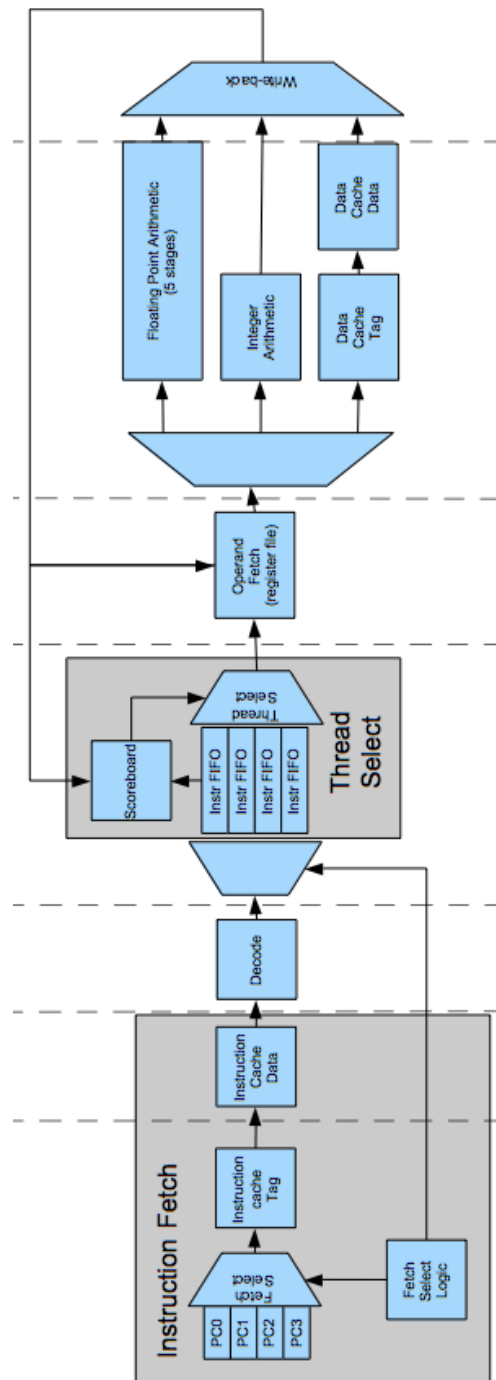 Instruction Fetch
PC0
PC1
PC2
PC3
Fetch
Select
Fetch
Select
Logic
Instruction
cache
Tag
Instruction
Cache
Data
Decode
Thread
Select
Scoreboard
Instr FIFO
Instr FIFO
Instr FIFO
Instr FIFO
Thread
Select
Operand
Fetch
(register file)
Floating Point Arithmetic
(5 stages)
Integer
Arithmetic
Data
Cache
Tag
Data
Cache
Data
Write-back